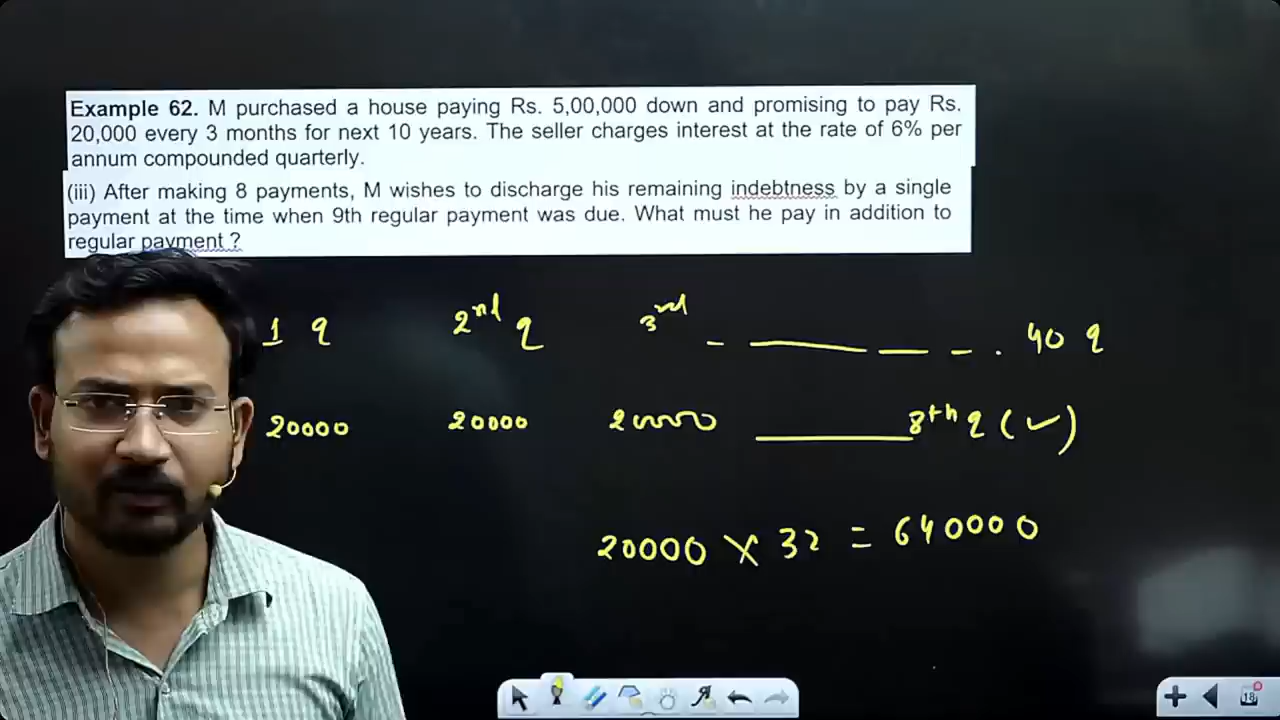 Example 62. M purchased a house paying Rs. 5,00,000 down and promising to pay Rs.
20,000 every 3 months for next 10 years. The seller charges interest at the rate of 6% per
annum compounded quarterly.
(iii) After making 8 payments, M wishes to discharge his remaining indebtness by a single
payment at the time when 9th regular payment was due. What must he pay in addition to
regular payment ?
1 q 2nd q 3rd - — — - . 40 q
20000 20000 20000 — 8th q (✓)
20000 X 32 = 640000
18